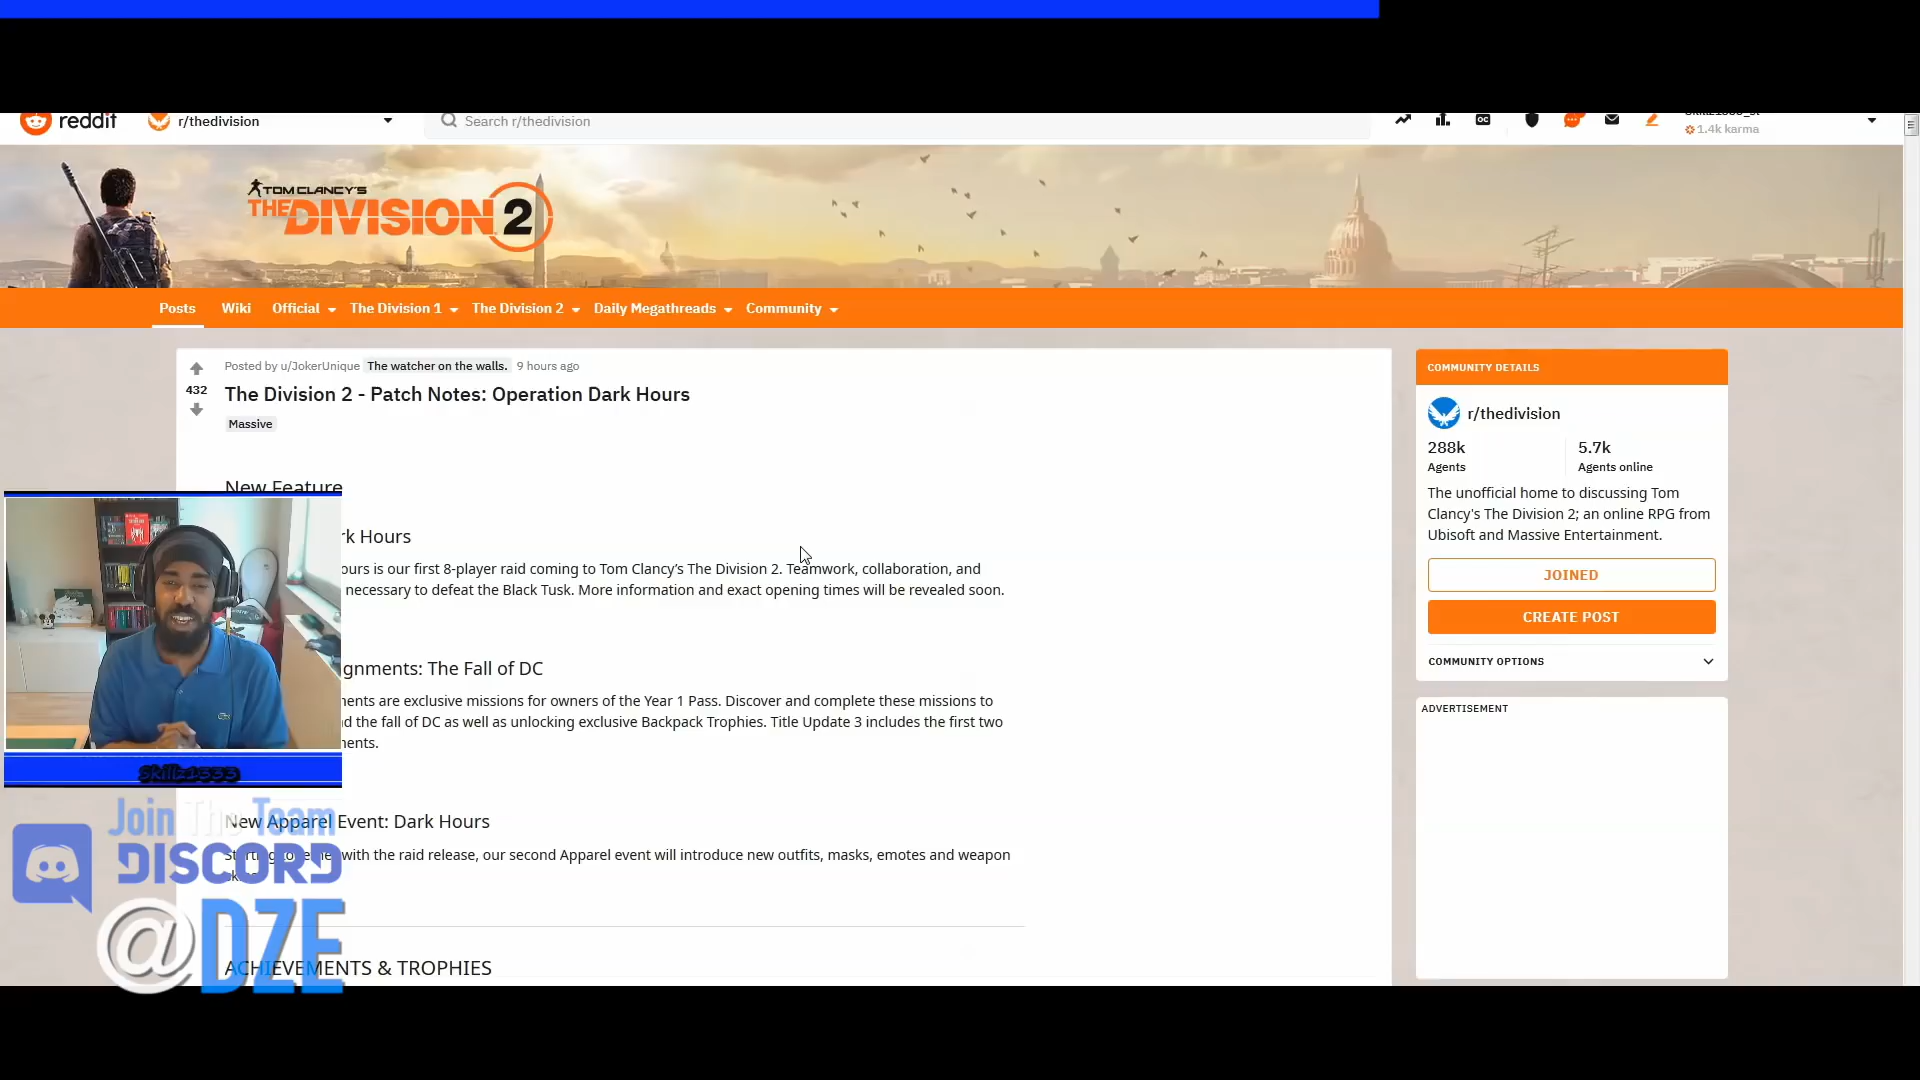 reddit
r/thedivision
Search r/thedivision
OC
1.4k karma
TOM CLANCY'S
THE DIVISION 2
Posts
Wiki
Official
The Division 1
The Division 2
Daily Megathreads
Community
Posted by u/JokerUnique
The watcher on the walls.
9 hours ago
432
The Division 2 - Patch Notes: Operation Dark Hours
Massive
New Feature
rk Hours
ours is our first 8-player raid coming to Tom Clancy's The Division 2. Teamwork, collaboration, and
necessary to defeat the Black Tusk. More information and exact opening times will be revealed soon.
gnments: The Fall of DC
ents are exclusive missions for owners of the Year 1 Pass. Discover and complete these missions to
d the fall of DC as well as unlocking exclusive Backpack Trophies. Title Update 3 includes the first two
ents.
New Apparel Event: Dark Hours
with the raid release, our second Apparel event will introduce new outfits, masks, emotes and weapon
ACHIEVEMENTS & TROPHIES
COMMUNITY DETAILS
r/thedivision
288k
Agents
5.7k
Agents online
The unofficial home to discussing Tom
Clancy's The Division 2; an online RPG from
Ubisoft and Massive Entertainment.
JOINED
CREATE POST
COMMUNITY OPTIONS
ADVERTISEMENT
Skillz1333
Join The Team
DISCORD
@DZE